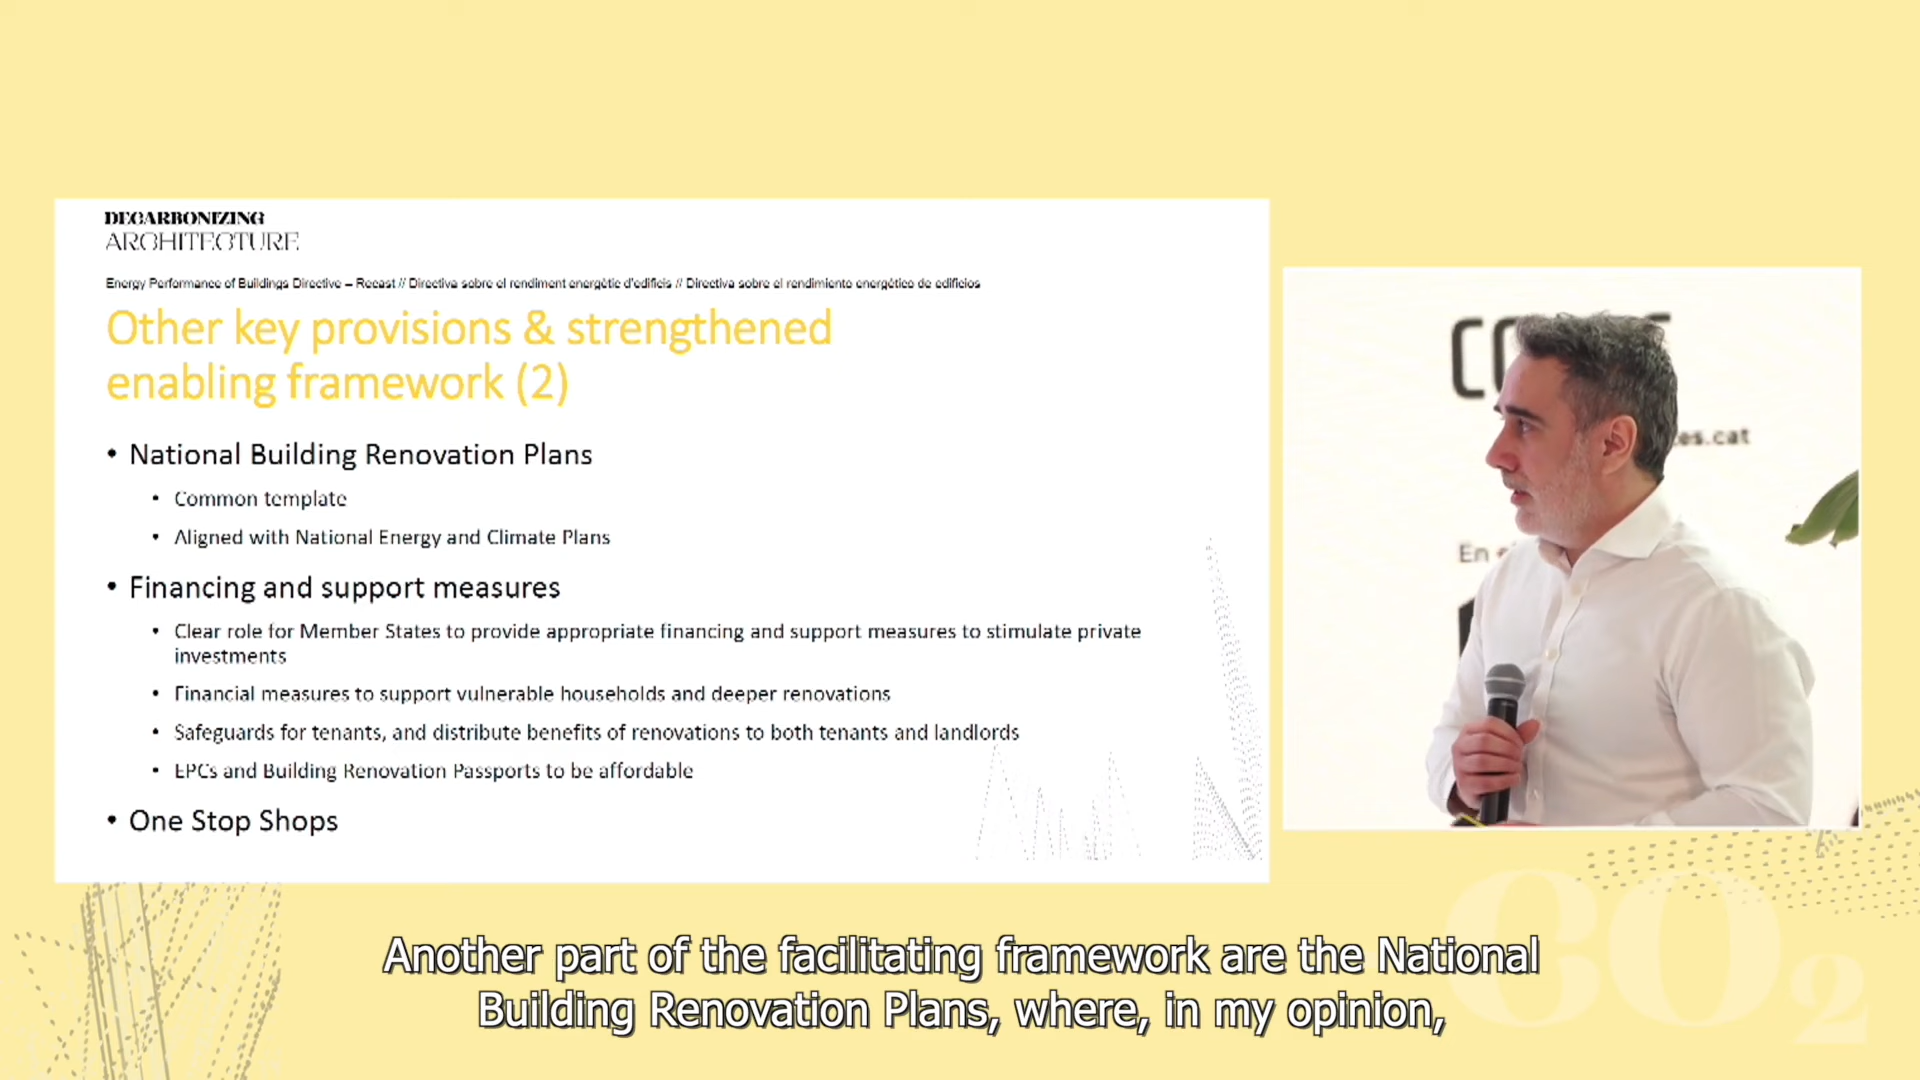 DECARBONIZING
ARCHITECTURE
Energy Performance of Buildings Directive – Recast // Directiva sobre el rendiment energètic d'edificis // Directiva sobre el rendimiento energético de edificios
Other key provisions & strengthened
enabling framework (2)
• National Building Renovation Plans
• Common template
• Aligned with National Energy and Climate Plans
• Financing and support measures
• Clear role for Member States to provide appropriate financing and support measures to stimulate private
investments
• Financial measures to support vulnerable households and deeper renovations
• Safeguards for tenants, and distribute benefits of renovations to both tenants and landlords
• EPCs and Building Renovation Passports to be affordable
• One Stop Shops
es.cat
En
CO2
Another part of the facilitating framework are the National
Building Renovation Plans, where, in my opinion,